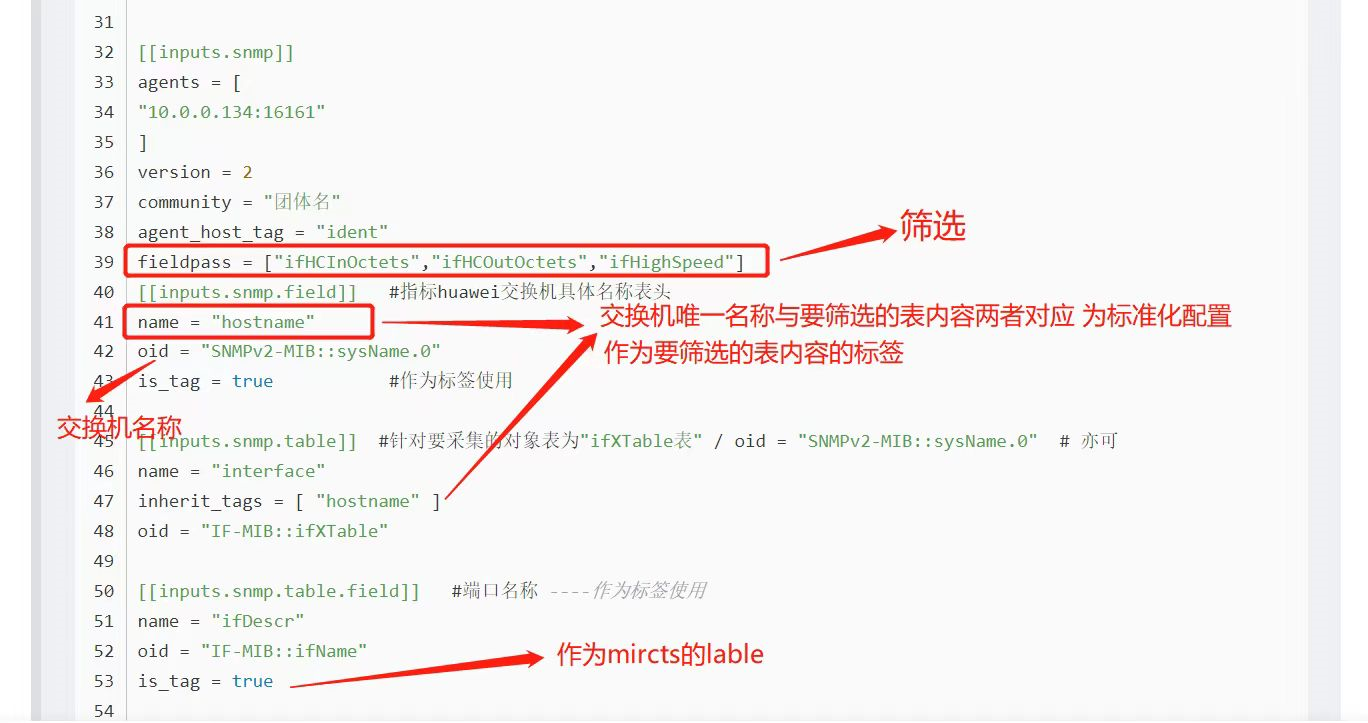 31
32 [[inputs.snmp]]
33 agents = [
34 "10.0.0.134:16161"
35 ]
36 version = 2
37 community = "团体名"
38 agent_host_tag = "ident"
筛选
39 fieldpass = ["ifHCInOctets","ifHCOutOctets","ifHighSpeed"]
40 [[inputs.snmp.field]] #指标huawei交换机具体名称表头
41 name = "hostname"
交换机唯一名称与要筛选的表内容两者对应 为标准化配置
作为要筛选的表内容的标签
42 oid = "SNMPv2-MIB::sysName.0"
43 is_tag = true #作为标签使用
44
交换机名称
45 [[inputs.snmp.table]] #针对要采集的对象表为"ifXTable表" / oid = "SNMPv2-MIB::sysName.0" # 亦可
46 name = "interface"
47 inherit_tags = [ "hostname" ]
48 oid = "IF-MIB::ifXTable"
49
50 [[inputs.snmp.table.field]] #端口名称 ----作为标签使用
51 name = "ifDescr"
52 oid = "IF-MIB::ifName"
作为mircts的lable
53 is_tag = true
54